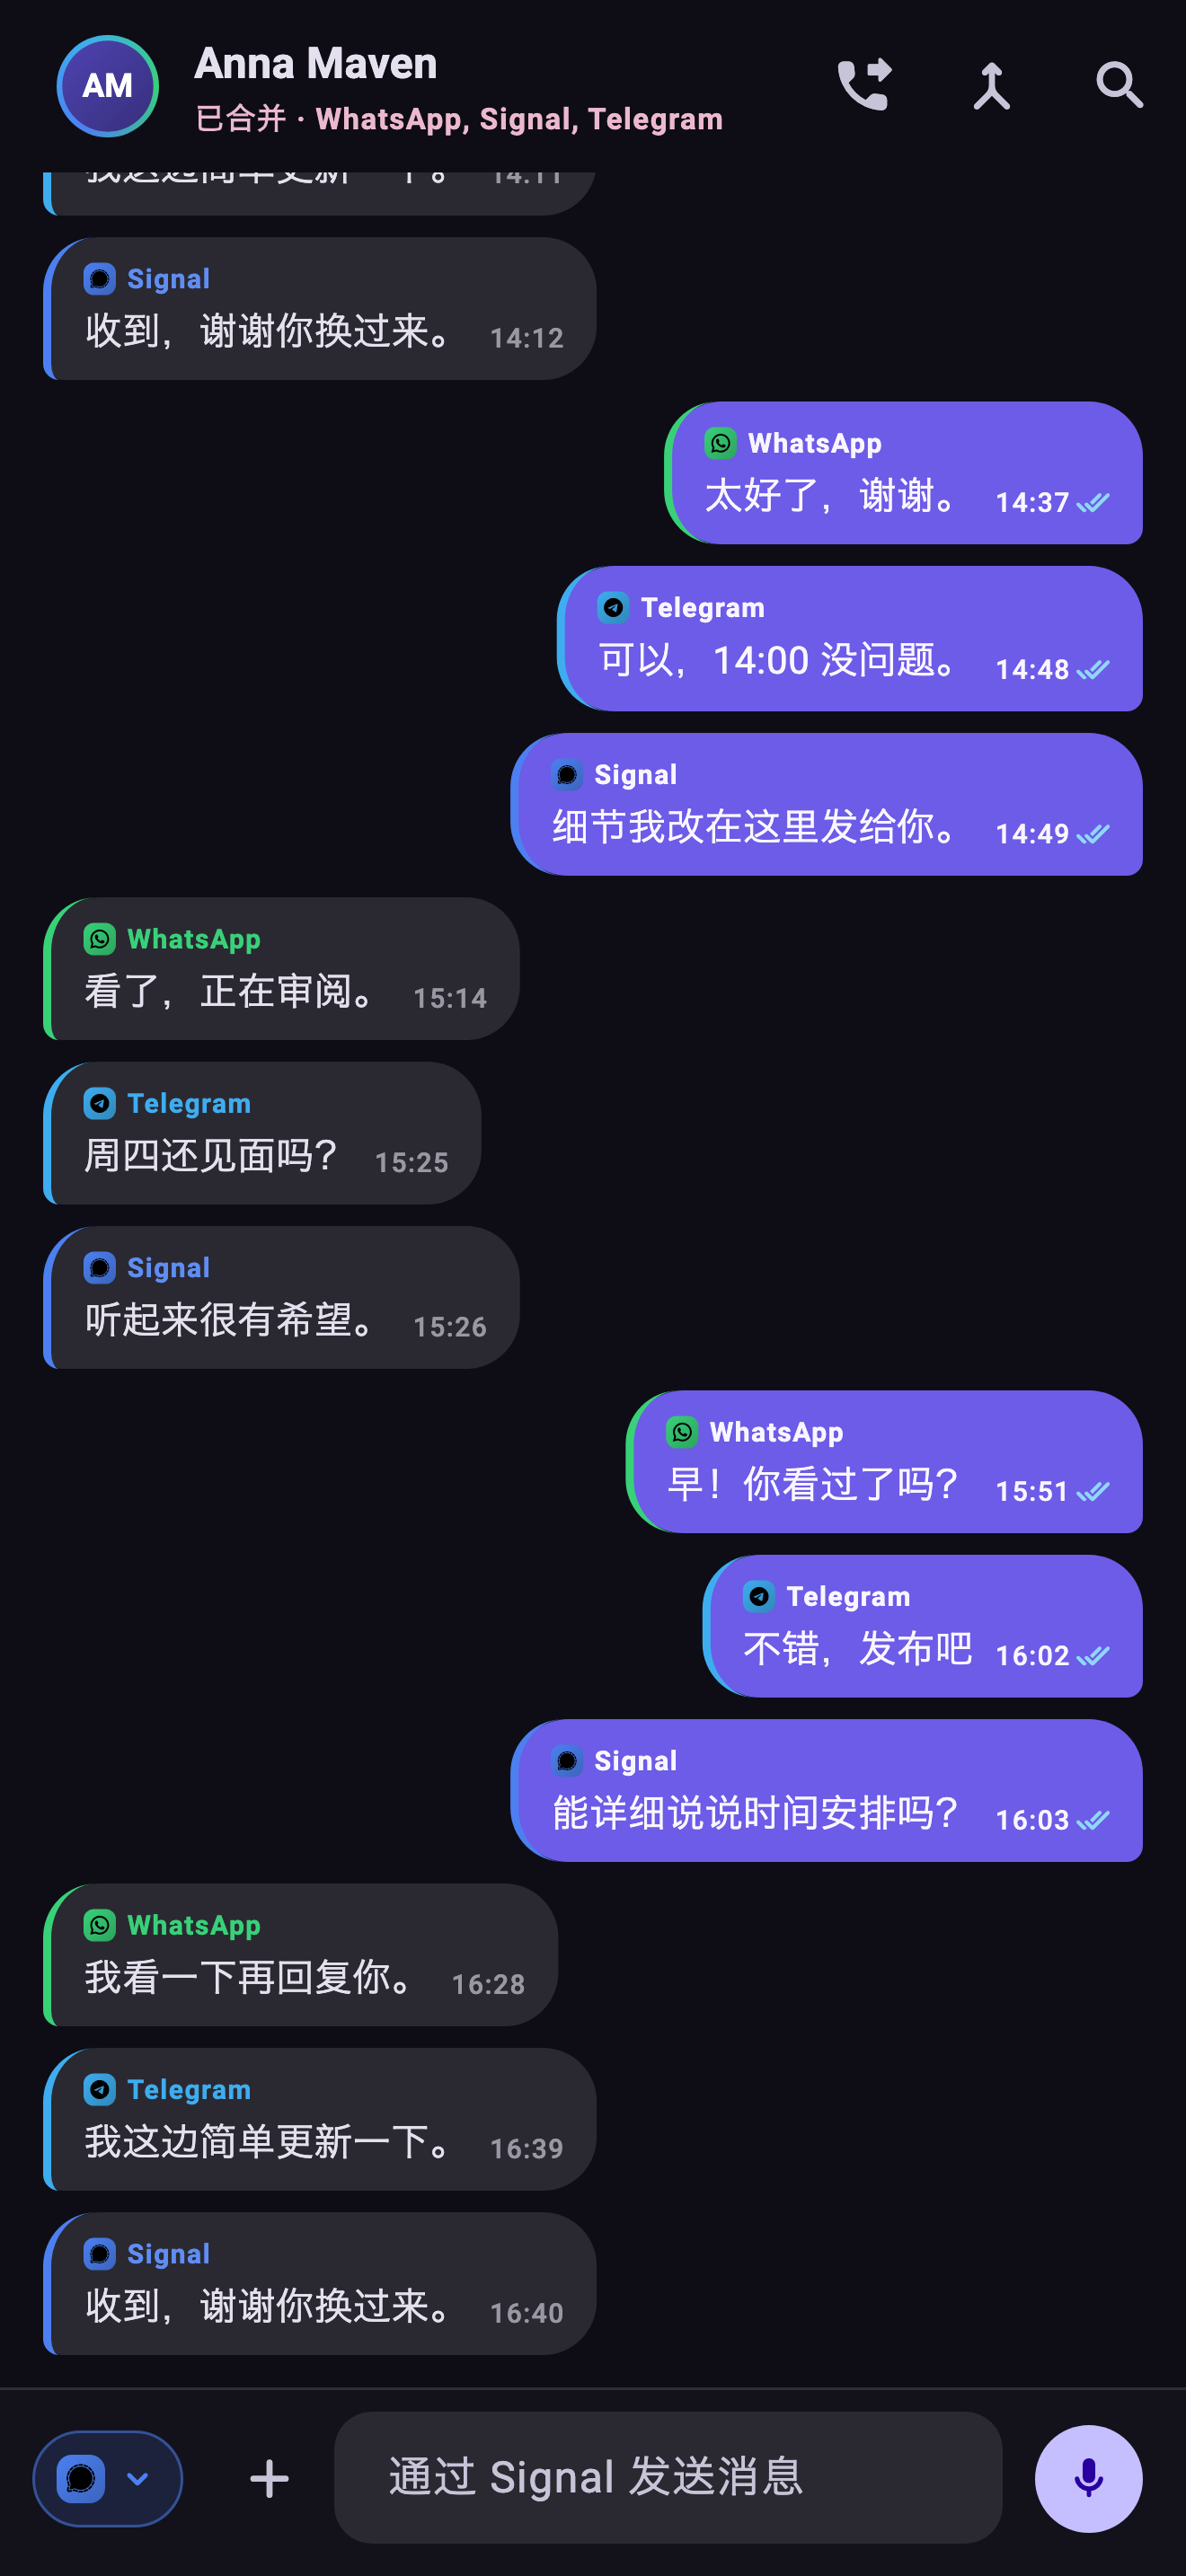 AM
Anna Maven
已合并 · WhatsApp, Signal, Telegram
14:11
Signal
收到，谢谢你换过来。 14:12
WhatsApp
太好了，谢谢。 14:37
Telegram
可以，14:00 没问题。 14:48
Signal
细节我改在这里发给你。 14:49
WhatsApp
看了，正在审阅。 15:14
Telegram
周四还见面吗？ 15:25
Signal
听起来很有希望。 15:26
WhatsApp
早！你看过了吗？ 15:51
Telegram
不错，发布吧 16:02
Signal
能详细说说时间安排吗？ 16:03
WhatsApp
我看一下再回复你。 16:28
Telegram
我这边简单更新一下。 16:39
Signal
收到，谢谢你换过来。 16:40
通过 Signal 发送消息